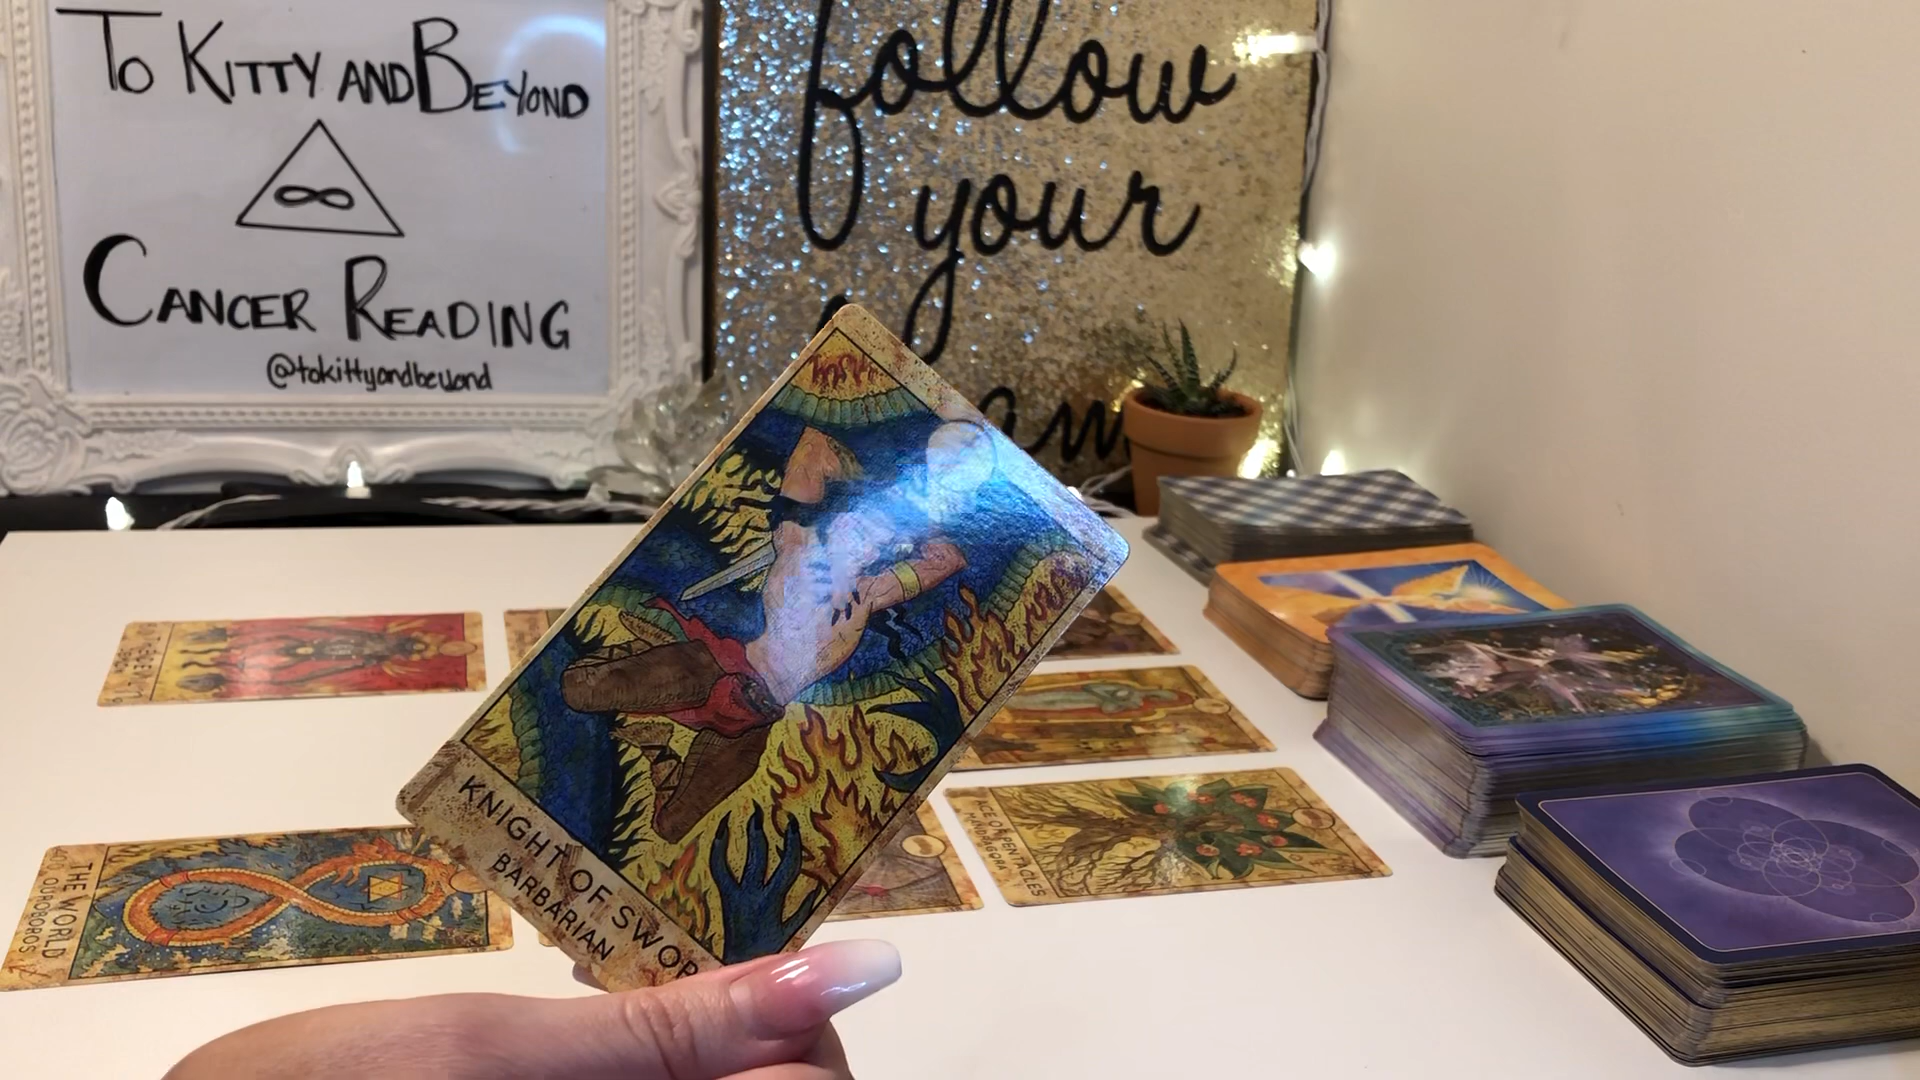 TO KITTY AND BEYOND
CANCER READING
@tokittyandbeyond
follow
your
KNIGHT OF SWOR
BARBARIAN
THE WORLD
OUROBOROS
ACE OF PENTACLES
MANDRAGORA